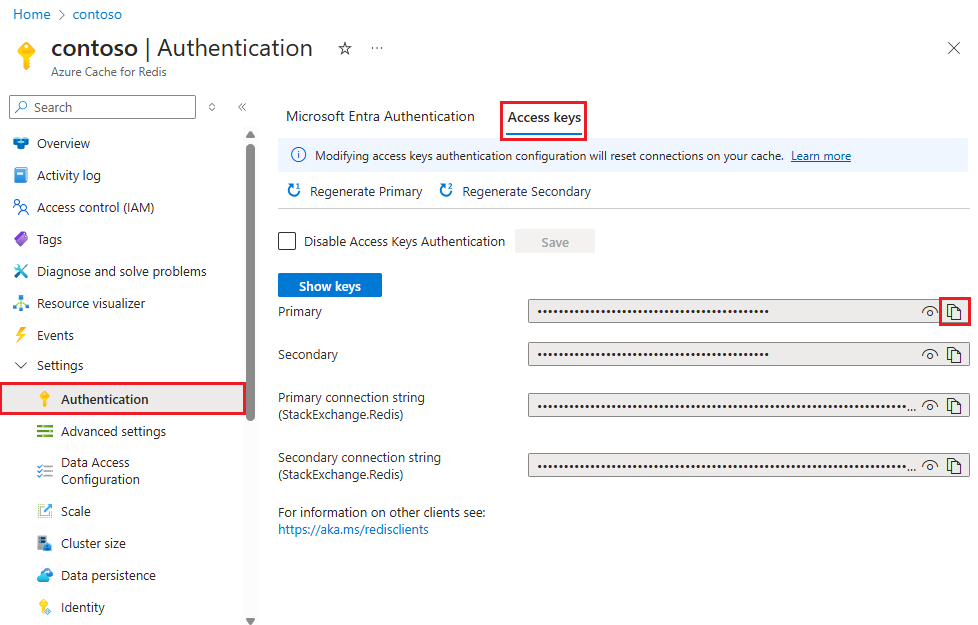 Home > contoso
contoso | Authentication
Azure Cache for Redis
Search
Overview
Activity log
Access control (IAM)
Tags
Diagnose and solve problems
Resource visualizer
Events
Settings
Authentication
Advanced settings
Data Access
Configuration
Scale
Cluster size
Data persistence
Identity
Microsoft Entra Authentication
Access keys
Modifying access keys authentication configuration will reset connections on your cache. Learn more
Regenerate Primary
Regenerate Secondary
Disable Access Keys Authentication
Save
Show keys
Primary
Secondary
Primary connection string
(StackExchange.Redis)
Secondary connection string
(StackExchange.Redis)
For information on other clients see:
https://aka.ms/redisclients